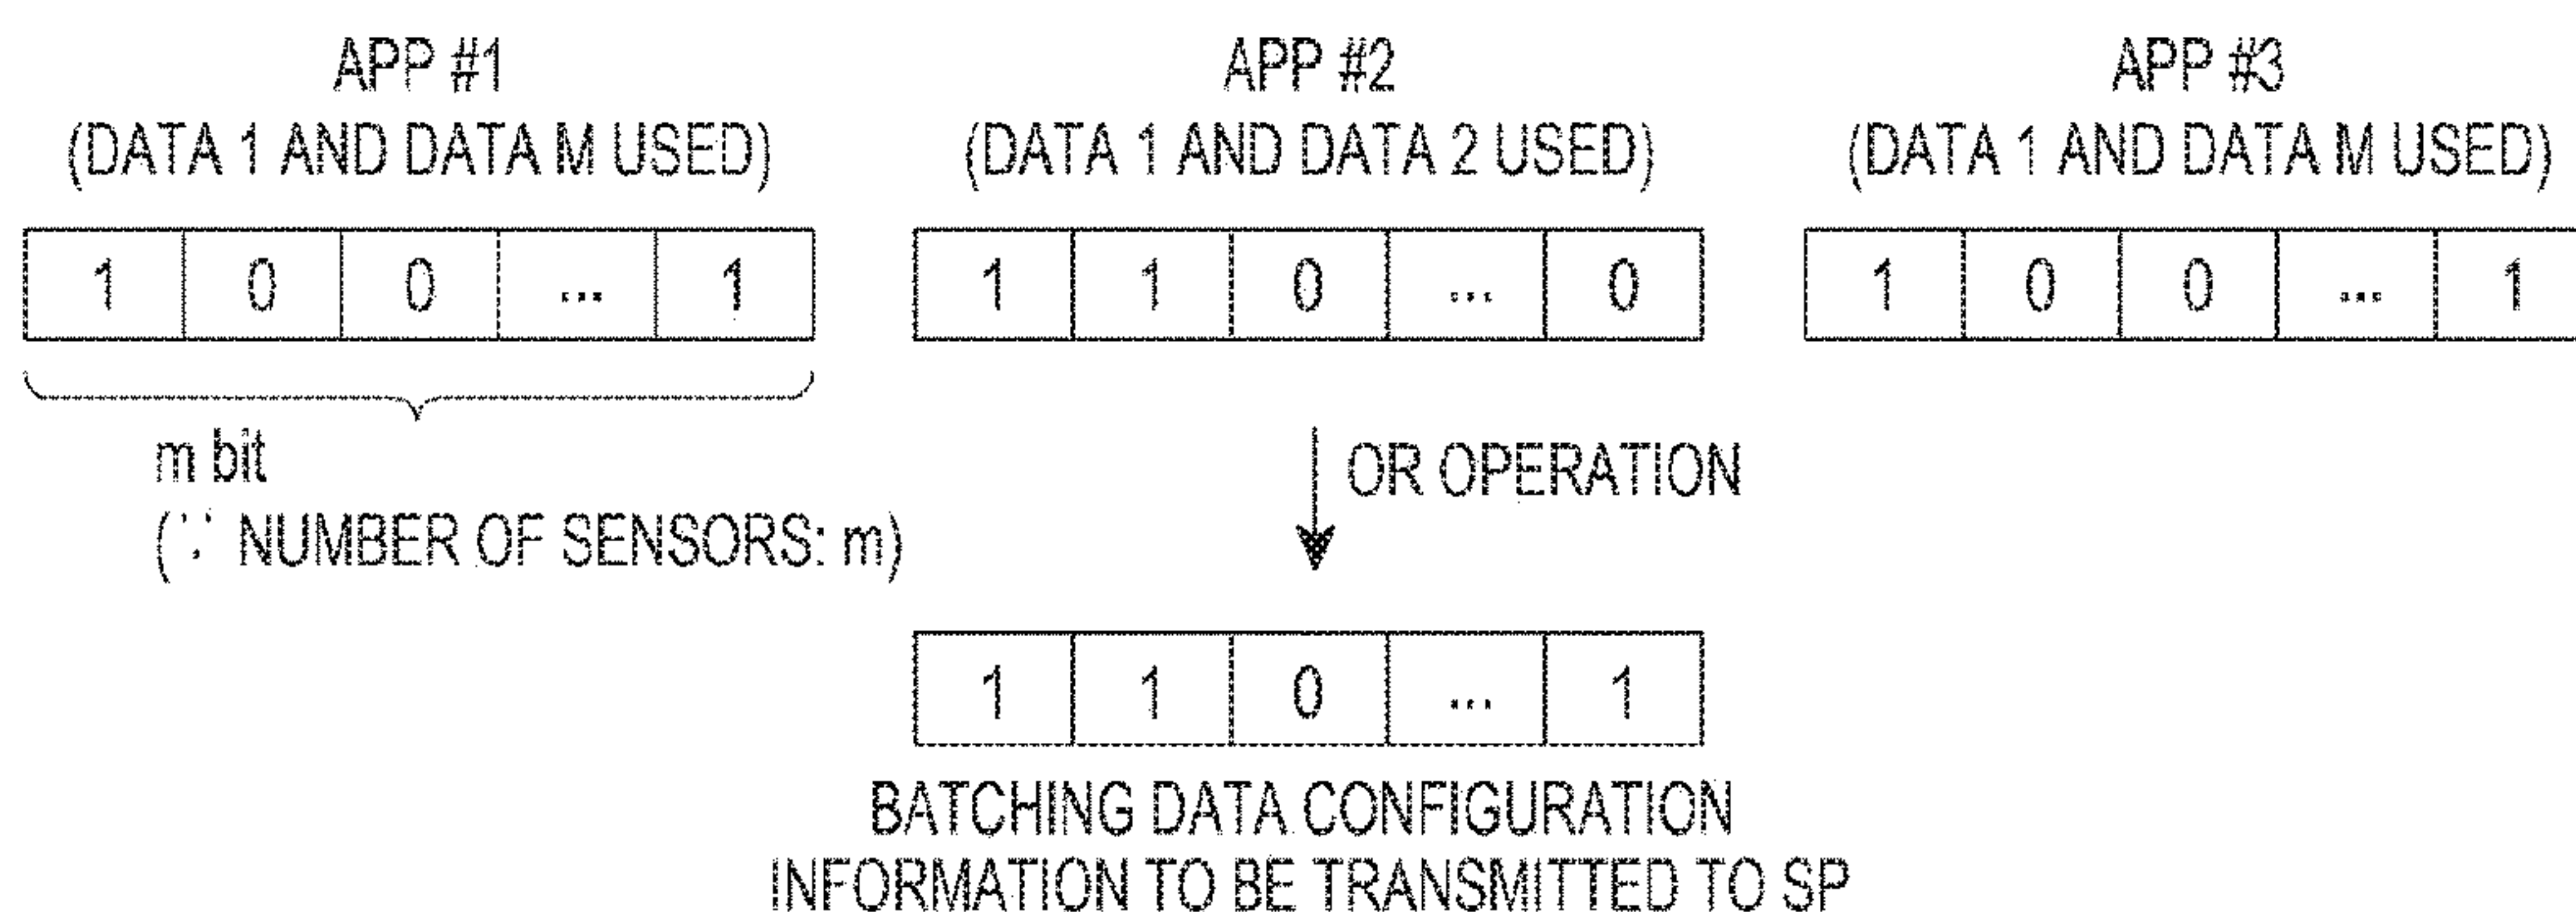 APP #1
(DATA 1 AND DATA M USED)
APP #2
(DATA 1 AND DATA 2 USED)
APP #3
(DATA 1 AND DATA M USED)
1 0 0 ... 1
1 1 0 ... 0
1 0 0 ... 1
m bit
(∵ NUMBER OF SENSORS: m)
OR OPERATION
1 1 0 ... 1
BATCHING DATA CONFIGURATION
INFORMATION TO BE TRANSMITTED TO SP